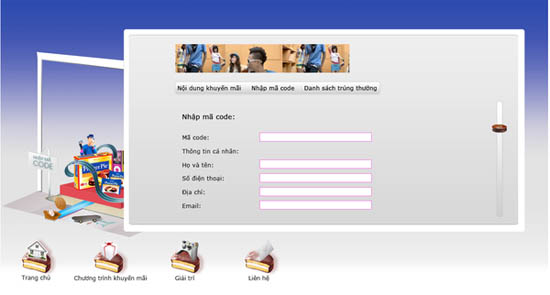 Nội dung khuyến mãi Nhập mã code Danh sách trúng thưởng
Nhập mã code:
Mã code:
Thông tin cá nhân:
Họ và tên:
Số điện thoại:
Địa chỉ:
Email:
NHẬP MÃ
CODE
Pie
Trang chủ Chương trình khuyến mãi Giải trí Liên hệ